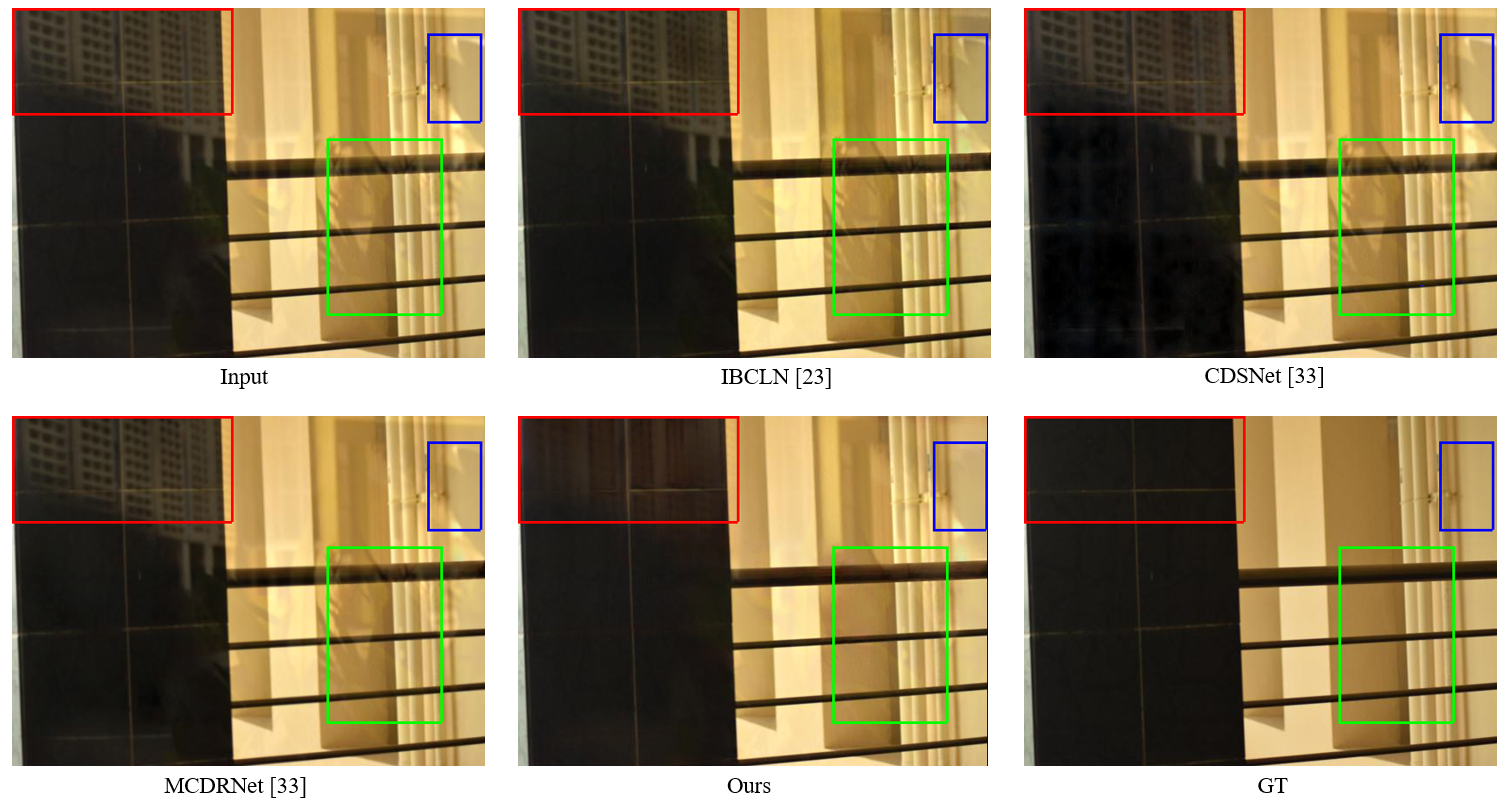 Input
IBCLN [23]
CDSNet [33]
MCDRNet [33]
Ours
GT